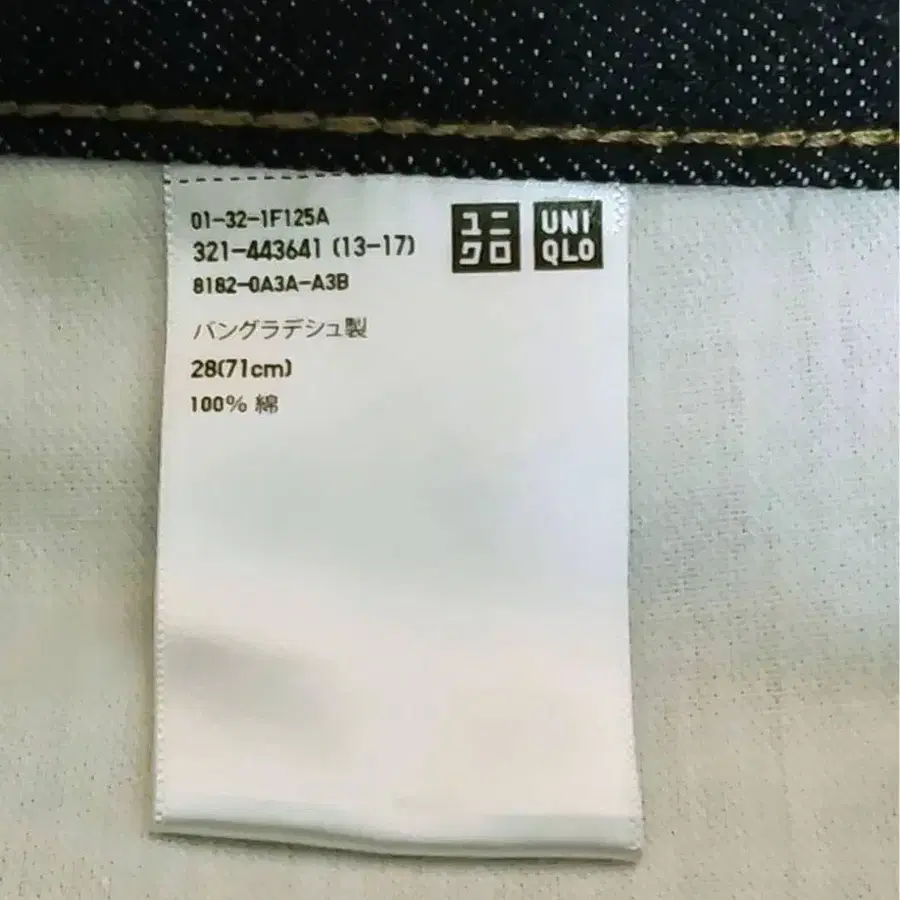 01-32-1F125A
321-443641 (13-17)
8182-0A3A-A3B
バングラデシュ製
28(71cm)
100% 綿
ユニ
クロ
UNI
QLO